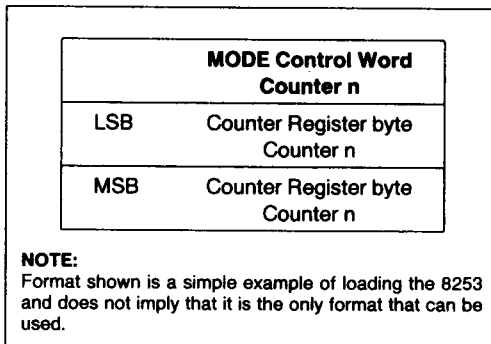 MODE Control Word
Counter n
LSB Counter Register byte
Counter n
MSB Counter Register byte
Counter n
NOTE:
Format shown is a simple example of loading the 8253
and does not imply that it is the only format that can be
used.